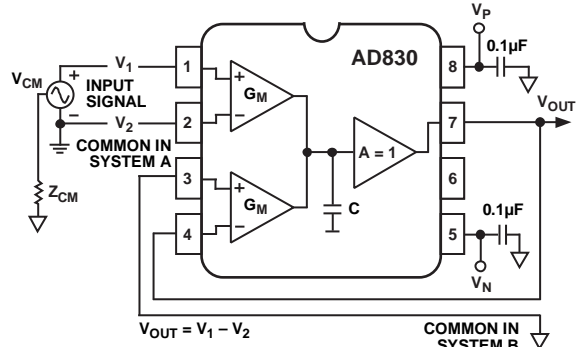 V_P
0.1µF
AD830
V_1
1
8
V_CM
+
INPUT
SIGNAL
+
G_M
–
–
V_2
2
7
V_OUT
COMMON IN
SYSTEM A
A = 1
3
6
+
G_M
–
C
0.1µF
Z_CM
4
5
V_N
V_OUT = V_1 – V_2
COMMON IN
SYSTEM B